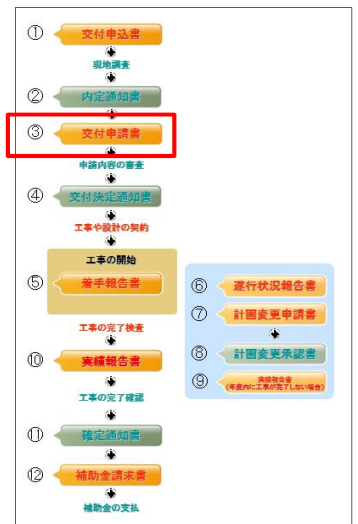 ① 交付申込書
現地調査
② 内定通知書
③ 交付申請書
申請内容の審査
④ 交付決定通知書
工事や設計の契約
工事の開始
⑤ 着手報告書
工事の完了検査
⑩ 実績報告書
工事の完了確認
⑪ 確定通知書
⑫ 補助金請求書
補助金の支払
⑥ 遂行状況報告書
⑦ 計画変更申請書
⑧ 計画変更承認書
⑨ 実績報告書
(年度内に工事が完了しない場合)